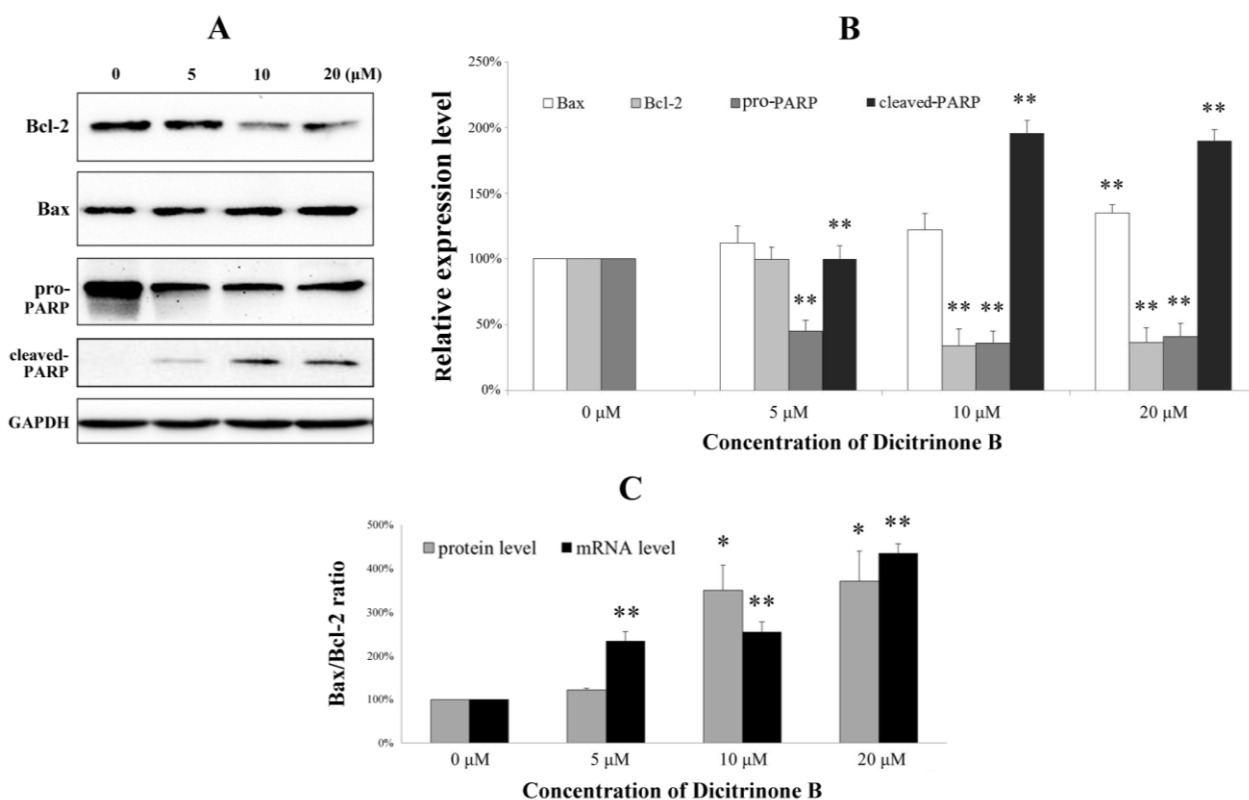 A
0 5 10 20 (μM)
Bcl-2
Bax
pro-
PARP
cleaved-
PARP
GAPDH
B
Relative expression level
250%
200%
150%
100%
50%
0%
Bax Bcl-2 pro-PARP cleaved-PARP
** ** ** ** ** ** ** ** ** **
0 μM 5 μM 10 μM 20 μM
Concentration of Dicitrinone B
C
Bax/Bcl-2 ratio
500%
400%
300%
200%
100%
0%
protein level mRNA level
** * ** * **
0 μM 5 μM 10 μM 20 μM
Concentration of Dicitrinone B